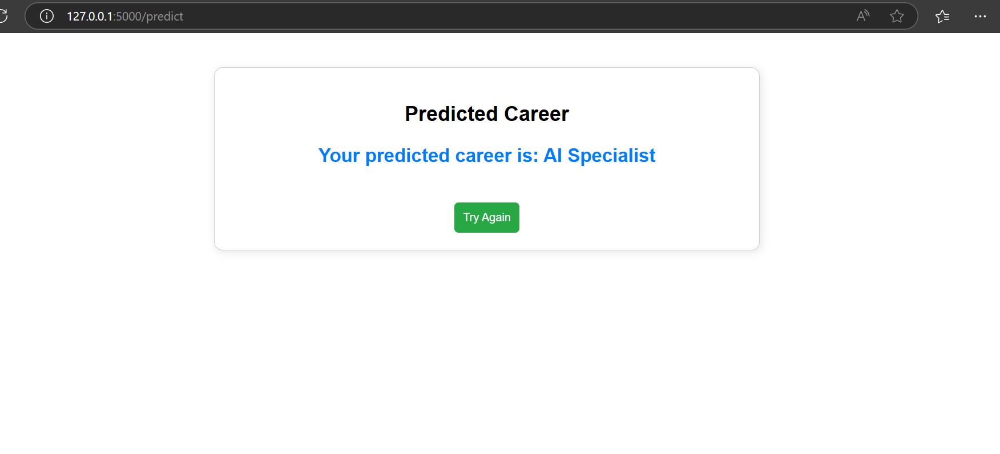 127.0.0.1:5000/predict
Predicted Career
Your predicted career is: AI Specialist
Try Again